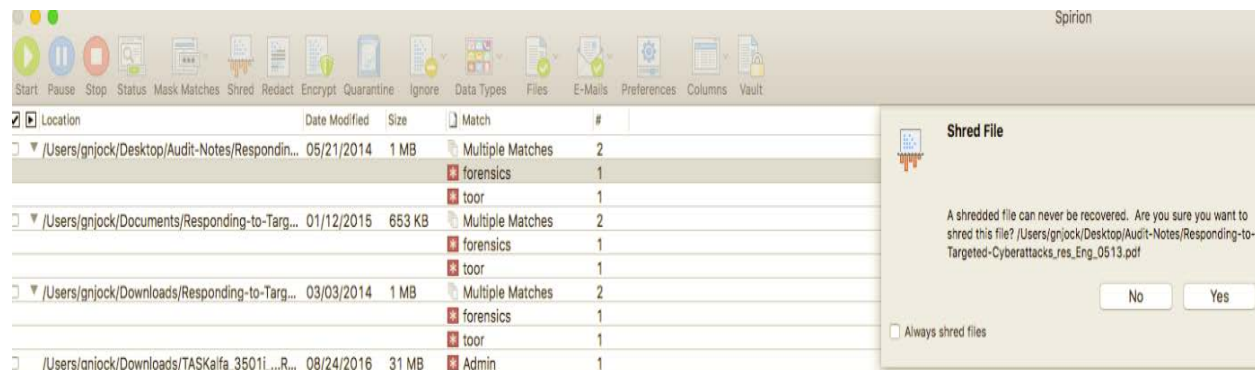 Spirion
Start Pause Stop Status Mask Matches Shred Redact Encrypt Quarantine Ignore Data Types Files E-Mails Preferences Columns Vault
Location Date Modified Size Match #
/Users/gnjock/Desktop/Audit-Notes/Respondin... 05/21/2014 1 MB Multiple Matches 2
forensics 1
toor 1
/Users/gnjock/Documents/Responding-to-Targ... 01/12/2015 653 KB Multiple Matches 2
forensics 1
toor 1
/Users/gnjock/Downloads/Responding-to-Targ... 03/03/2014 1 MB Multiple Matches 2
forensics 1
toor 1
/Users/gnjock/Downloads/TASKalfa_3501i_...R... 08/24/2016 31 MB Admin 1
Shred File
A shredded file can never be recovered. Are you sure you want to
shred this file? /Users/gnjock/Desktop/Audit-Notes/Responding-to-
Targeted-Cyberattacks_res_Eng_0513.pdf
No Yes
Always shred files